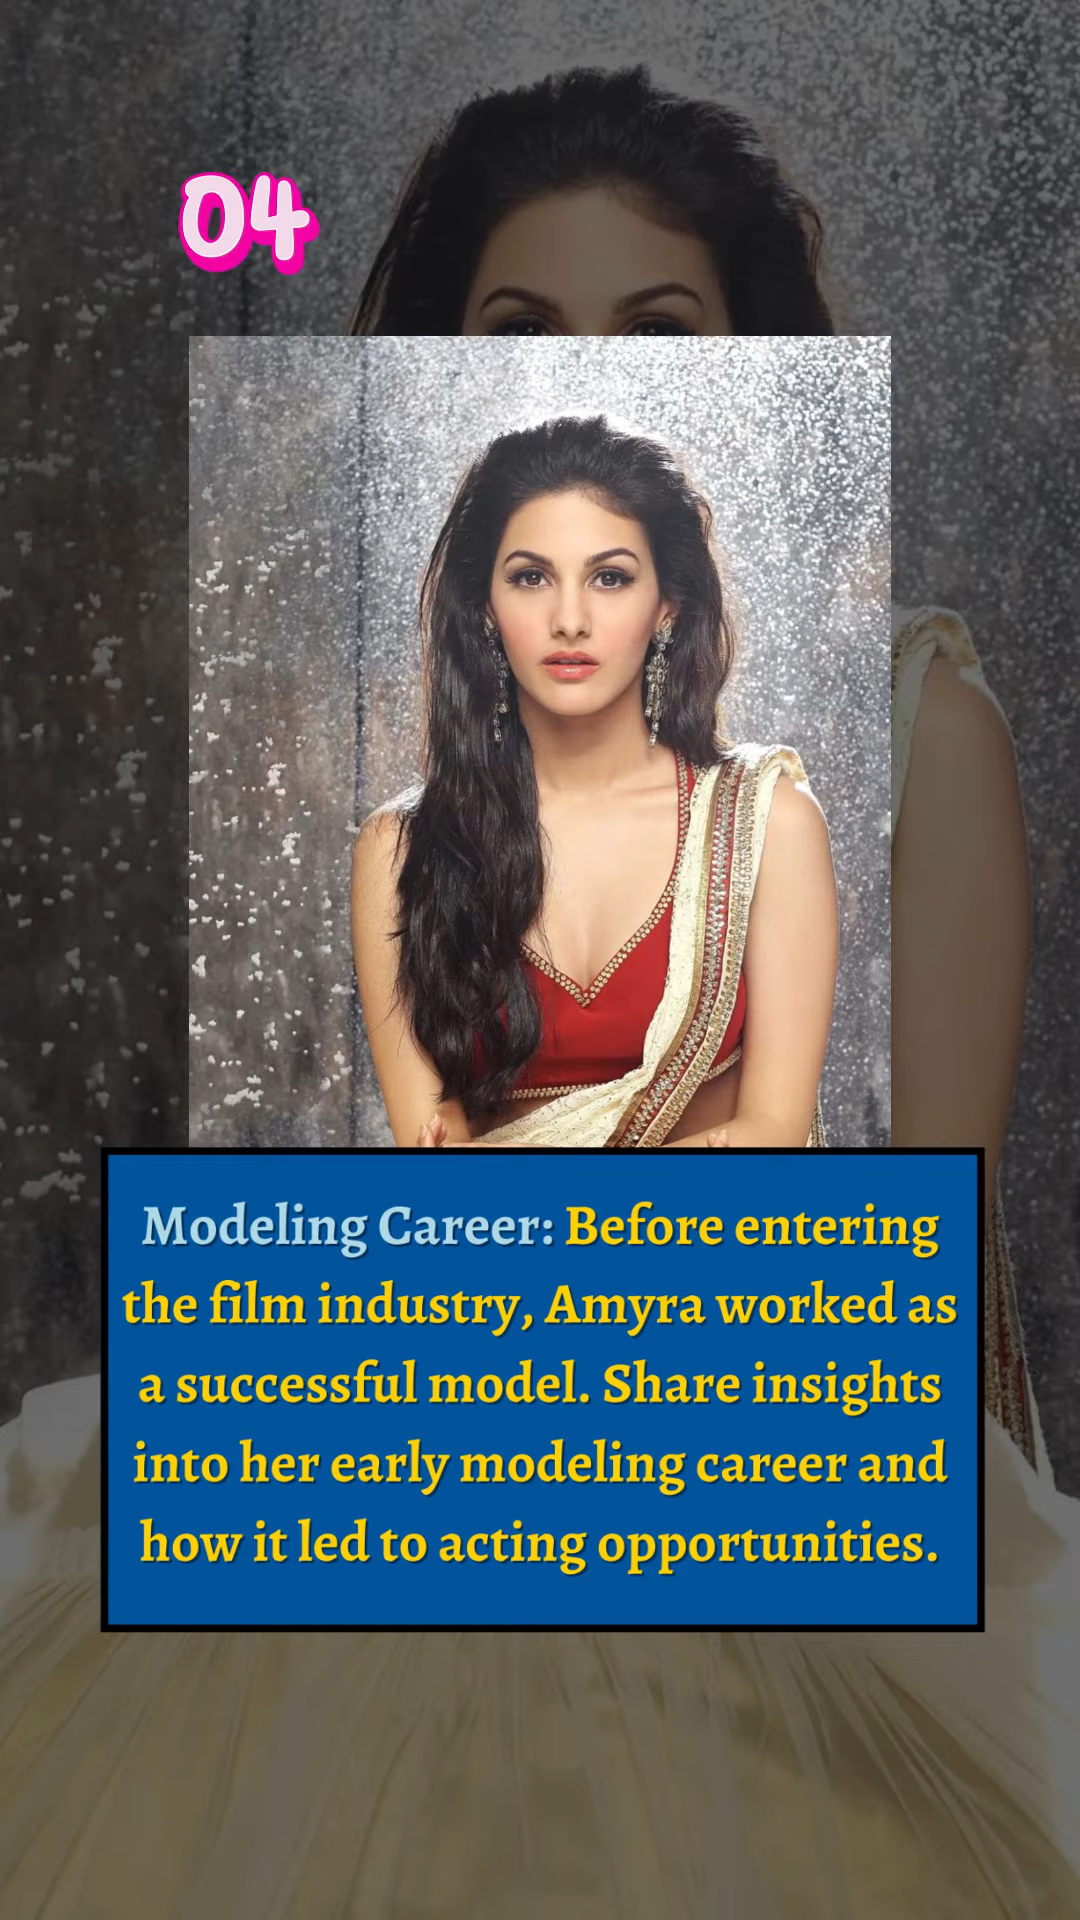 04
Modeling Career: Before entering
the film industry, Amyra worked as
a successful model. Share insights
into her early modeling career and
how it led to acting opportunities.